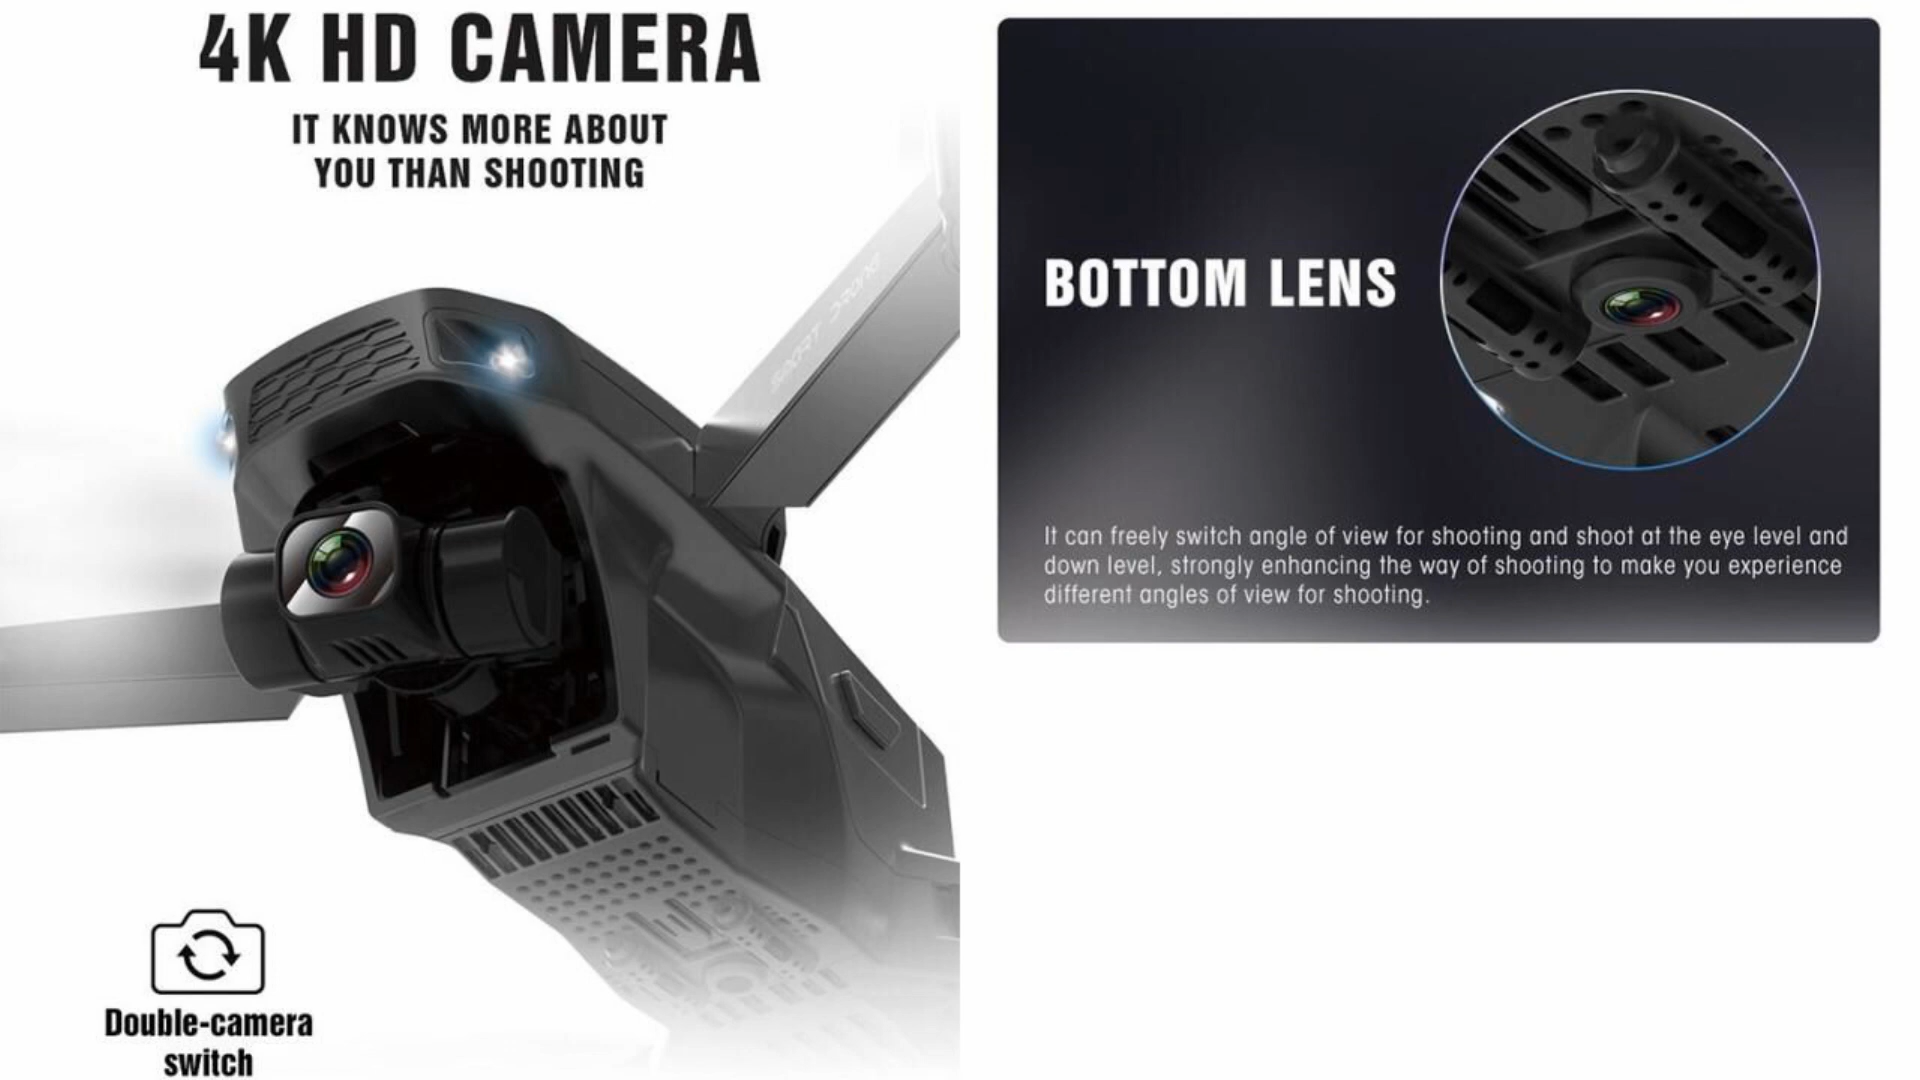 4K HD CAMERA
IT KNOWS MORE ABOUT
YOU THAN SHOOTING
SMART DRONE
Double-camera
switch
BOTTOM LENS
It can freely switch angle of view for shooting and shoot at the eye level and
down level, strongly enhancing the way of shooting to make you experience
different angles of view for shooting.